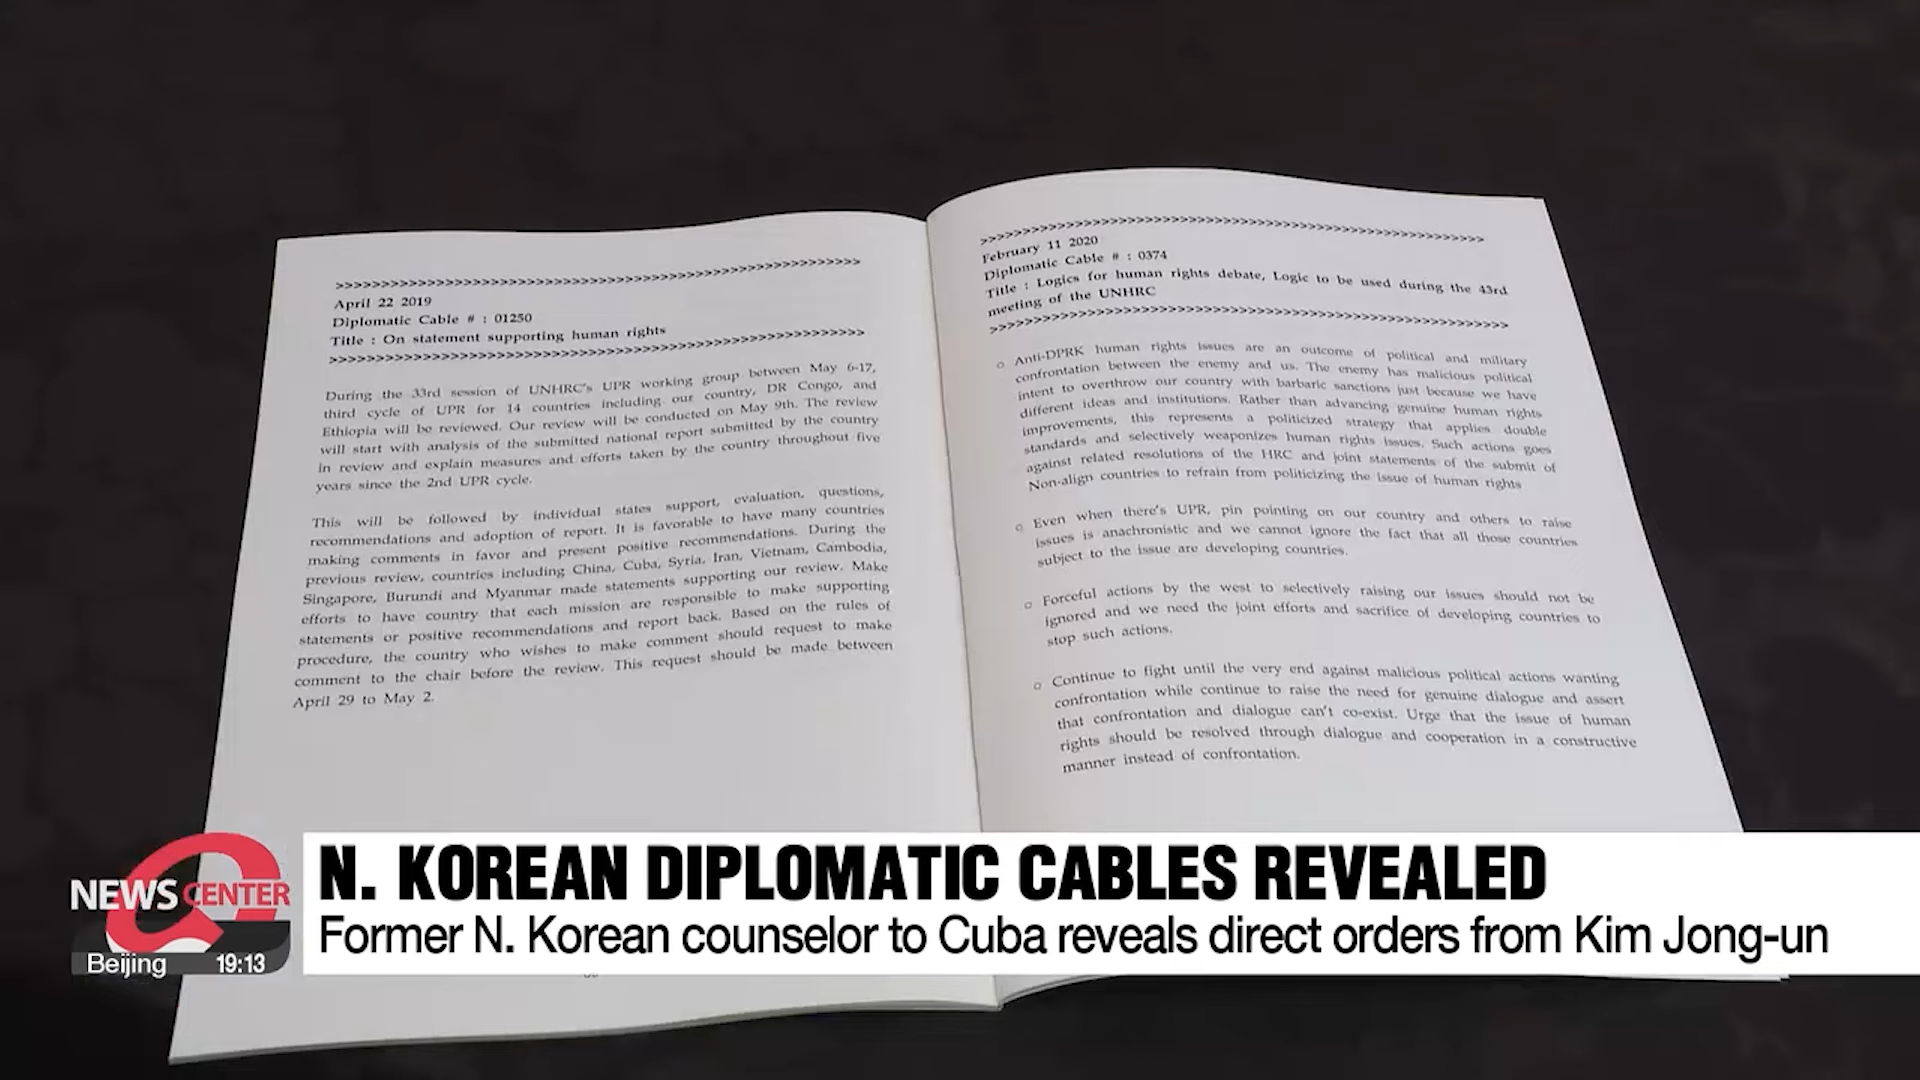 >>>>>>>>>>>>>>>>>>>>>>>>>>>>>>>>>>>>>>>>>>>>>>>>>>>>>>>>>>>>
April 22 2019
Diplomatic Cable # : 01250
Title : On statement supporting human rights
>>>>>>>>>>>>>>>>>>>>>>>>>>>>>>>>>>>>>>>>>>>>>>>>>>>>>>>>>>>>
During the 33rd session of UNHRC's UPR working group between May 6-17,
third cycle of UPR for 14 countries including our country, DR Congo, and
Ethiopia will be reviewed. Our review will be conducted on May 9th. The review
will start with analysis of the submitted national report submitted by the country
in review and explain measures and efforts taken by the country throughout five
years since the 2nd UPR cycle.
This will be followed by individual states support, evaluation, questions,
recommendations and adoption of report. It is favorable to have many countries
making comments in favor and present positive recommendations. During the
previous review, countries including China, Cuba, Syria, Iran, Vietnam, Cambodia,
Singapore, Burundi and Myanmar made statements supporting our review. Make
efforts to have country that each mission are responsible to make supporting
statements or positive recommendations and report back. Based on the rules of
procedure, the country who wishes to make comment should request to make
comment to the chair before the review. This request should be made between
April 29 to May 2.
>>>>>>>>>>>>>>>>>>>>>>>>>>>>>>>>>>>>>>>>>>>>>>>>>>>>>>>>>>>>
February 11 2020
Diplomatic Cable # : 0374
Title : Logics for human rights debate, Logic to be used during the 43rd
meeting of the UNHRC
>>>>>>>>>>>>>>>>>>>>>>>>>>>>>>>>>>>>>>>>>>>>>>>>>>>>>>>>>>>>
o Anti-DPRK human rights issues are an outcome of political and military
confrontation between the enemy and us. The enemy has malicious political
intent to overthrow our country with barbaric sanctions just because we have
different ideas and institutions. Rather than advancing genuine human rights
improvements, this represents a politicized strategy that applies double
standards and selectively weaponizes human rights issues. Such actions goes
against related resolutions of the HRC and joint statements of the submit of
Non-align countries to refrain from politicizing the issue of human rights
o Even when there's UPR, pin pointing on our country and others to raise
issues is anachronistic and we cannot ignore the fact that all those countries
subject to the issue are developing countries.
o Forceful actions by the west to selectively raising our issues should not be
ignored and we need the joint efforts and sacrifice of developing countries to
stop such actions.
o Continue to fight until the very end against malicious political actions wanting
confrontation while continue to raise the need for genuine dialogue and assert
that confrontation and dialogue can't co-exist. Urge that the issue of human
rights should be resolved through dialogue and cooperation in a constructive
manner instead of confrontation.
NEWS CENTER
Beijing 19:13
N. KOREAN DIPLOMATIC CABLES REVEALED
Former N. Korean counselor to Cuba reveals direct orders from Kim Jong-un